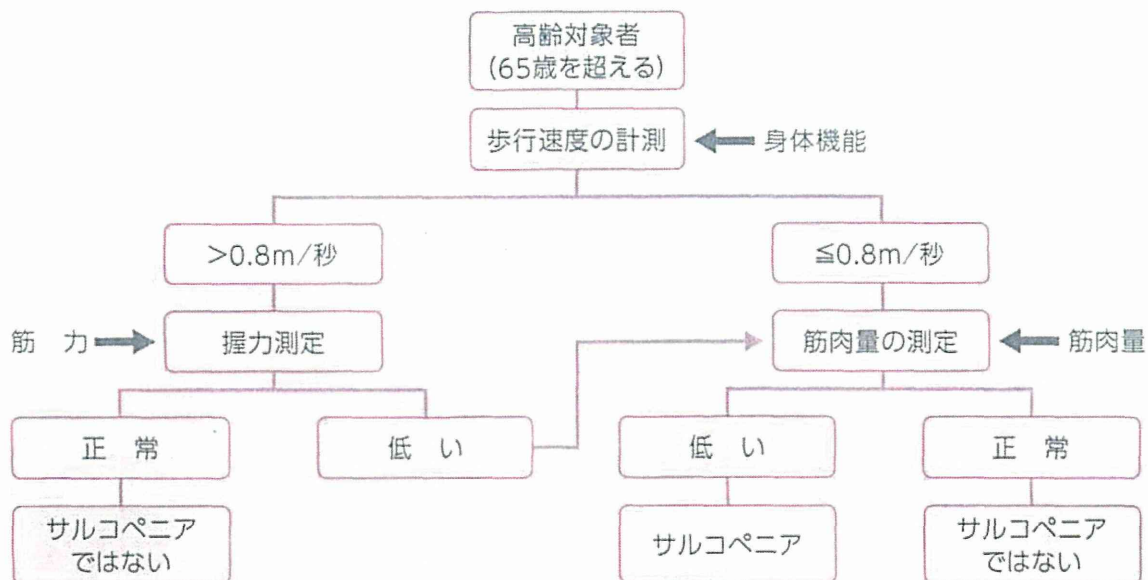 高齢対象者
(65歳を超える)
歩行速度の計測
身体機能
>0.8m/秒
≦0.8m/秒
筋　力
握力測定
筋肉量の測定
筋肉量
正　常
低　い
低　い
正　常
サルコペニア
ではない
サルコペニア
サルコペニア
ではない